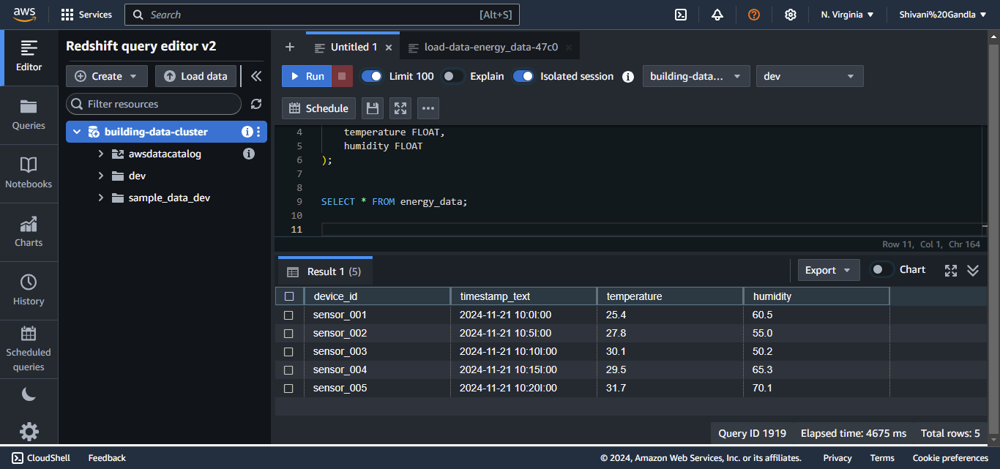 aws Services Search [Alt+S] N. Virginia Shivani%20Gandla
Redshift query editor v2
Editor
Queries
Notebooks
Charts
History
Scheduled
queries
Create Load data
Filter resources
building-data-cluster
awsdatacatalog
dev
sample_data_dev
Untitled 1 load-data-energy_data-47c0
Run Limit 100 Explain Isolated session building-data... dev
Schedule
4 temperature FLOAT,
5 humidity FLOAT
6 );
7
8
9 SELECT * FROM energy_data;
10
11
Row 11, Col 1, Chr 164
Result 1 (5) Export Chart
device_id timestamp_text temperature humidity
sensor_001 2024-11-21 10:0I:00 25.4 60.5
sensor_002 2024-11-21 10:5I:00 27.8 55.0
sensor_003 2024-11-21 10:10I:00 30.1 50.2
sensor_004 2024-11-21 10:15I:00 29.5 65.3
sensor_005 2024-11-21 10:20I:00 31.7 70.1
Query ID 1919 Elapsed time: 4675 ms Total rows: 5
CloudShell Feedback © 2024, Amazon Web Services, Inc. or its affiliates. Privacy Terms Cookie preferences